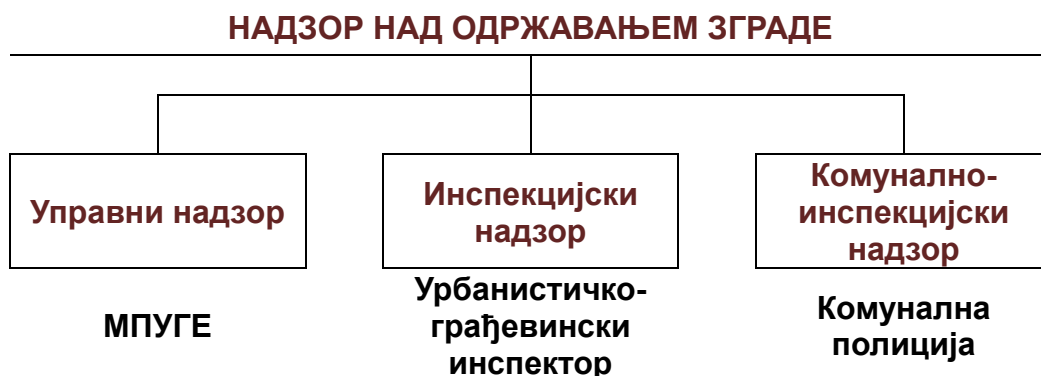 НАДЗОР НАД ОДРЖАВАЊЕМ ЗГРАДЕ
Управни надзор
МПУГЕ
Инспекцијски
надзор
Урбанистичко-
грађевински
инспектор
Комунално-
инспекцијски
надзор
Комунална
полиција